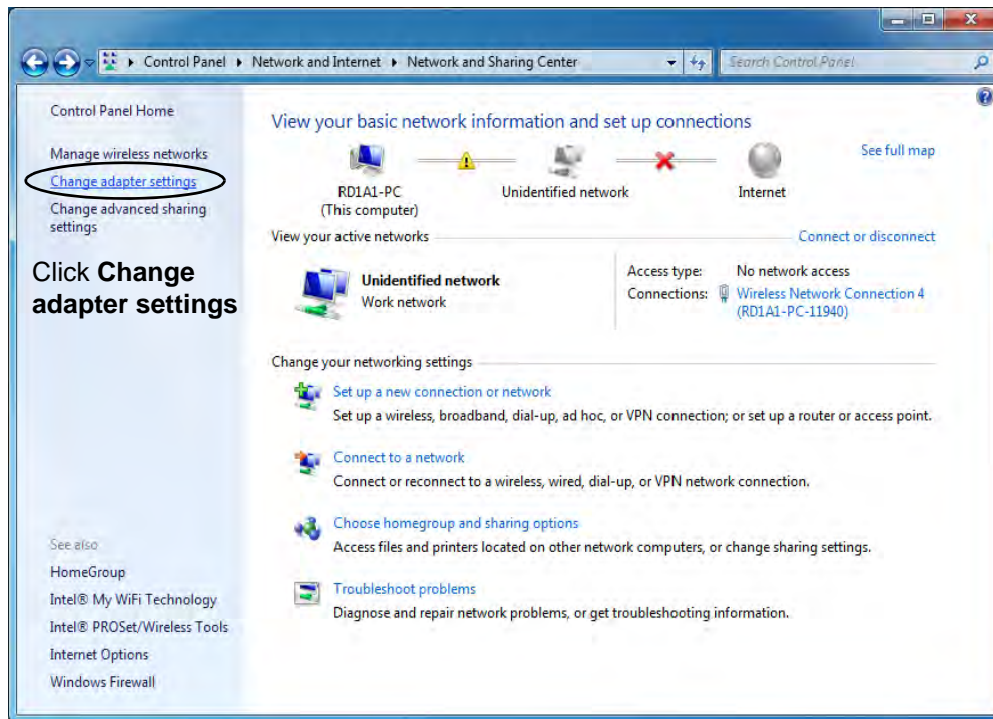 Control Panel
Network and Internet
Network and Sharing Center
Search Control Panel
Control Panel Home
Manage wireless networks
Change adapter settings
Change advanced sharing
settings
Click Change
adapter settings
See also
HomeGroup
Intel® My WiFi Technology
Intel® PROSet/Wireless Tools
Internet Options
Windows Firewall
View your basic network information and set up connections
See full map
RD1A1-PC
(This computer)
Unidentified network
Internet
View your active networks
Connect or disconnect
Unidentified network
Work network
Access type: No network access
Connections: Wireless Network Connection 4
(RD1A1-PC-11940)
Change your networking settings
Set up a new connection or network
Set up a wireless, broadband, dial-up, ad hoc, or VPN connection; or set up a router or access point.
Connect to a network
Connect or reconnect to a wireless, wired, dial-up, or VPN network connection.
Choose homegroup and sharing options
Access files and printers located on other network computers, or change sharing settings.
Troubleshoot problems
Diagnose and repair network problems, or get troubleshooting information.